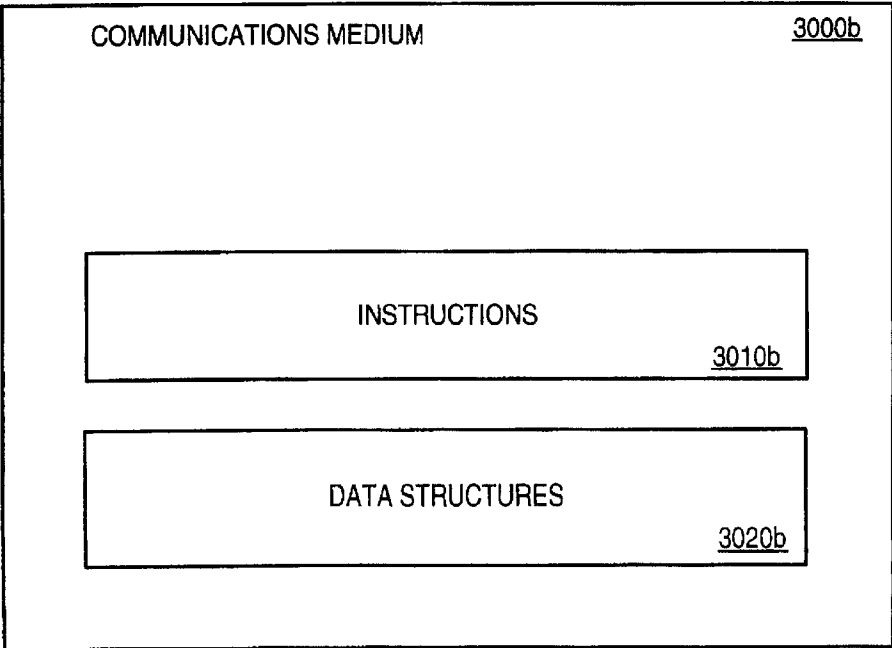 COMMUNICATIONS MEDIUM 3000b
INSTRUCTIONS
3010b
DATA STRUCTURES
3020b